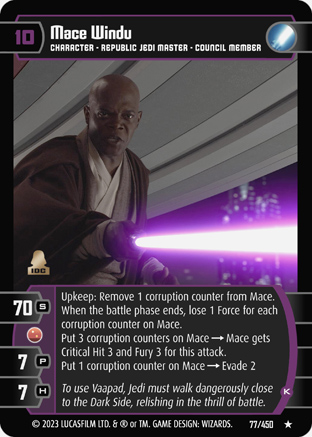 10
Mace Windu
CHARACTER - REPUBLIC JEDI MASTER - COUNCIL MEMBER
IDC
70 S
7 P
7 H
Upkeep: Remove 1 corruption counter from Mace.
When the battle phase ends, lose 1 Force for each
corruption counter on Mace.
Put 3 corruption counters on Mace → Mace gets
Critical Hit 3 and Fury 3 for this attack.
Put 1 corruption counter on Mace → Evade 2
To use Vaapad, Jedi must walk dangerously close
to the Dark Side, relishing in the thrill of battle.
K
© 2023 LUCASFILM LTD. & ® or TM. GAME DESIGN: WIZARDS.
77/450 ★